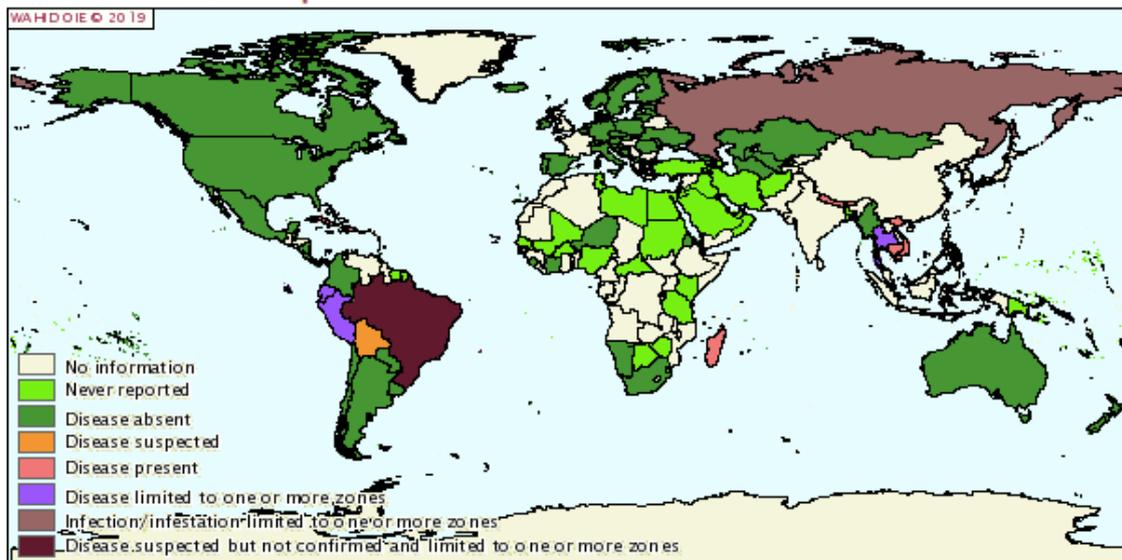 WAHID OIE © 2019
No information
Never reported
Disease absent
Disease suspected
Disease present
Disease limited to one or more zones
Infection/infestation limited to one or more zones
Disease suspected but not confirmed and limited to one or more zones